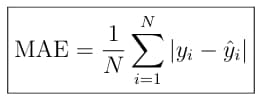 MAE = \frac{1}{N} \sum_{i=1}^{N} |y_i - \hat{y}_i|